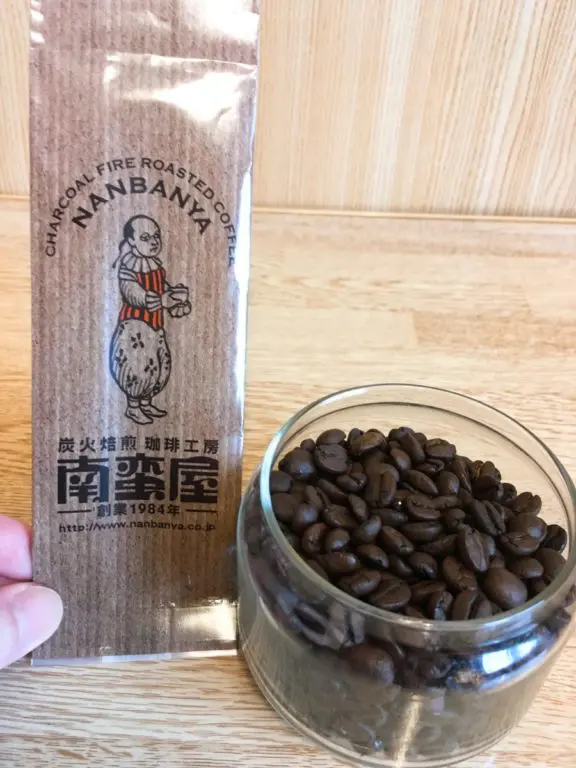 CHARCOAL FIRE ROASTED COFFEE
NANBANYA
炭火焙煎 珈琲工房
南蛮屋
創業1984年
http://www.nanbanya.co.jp